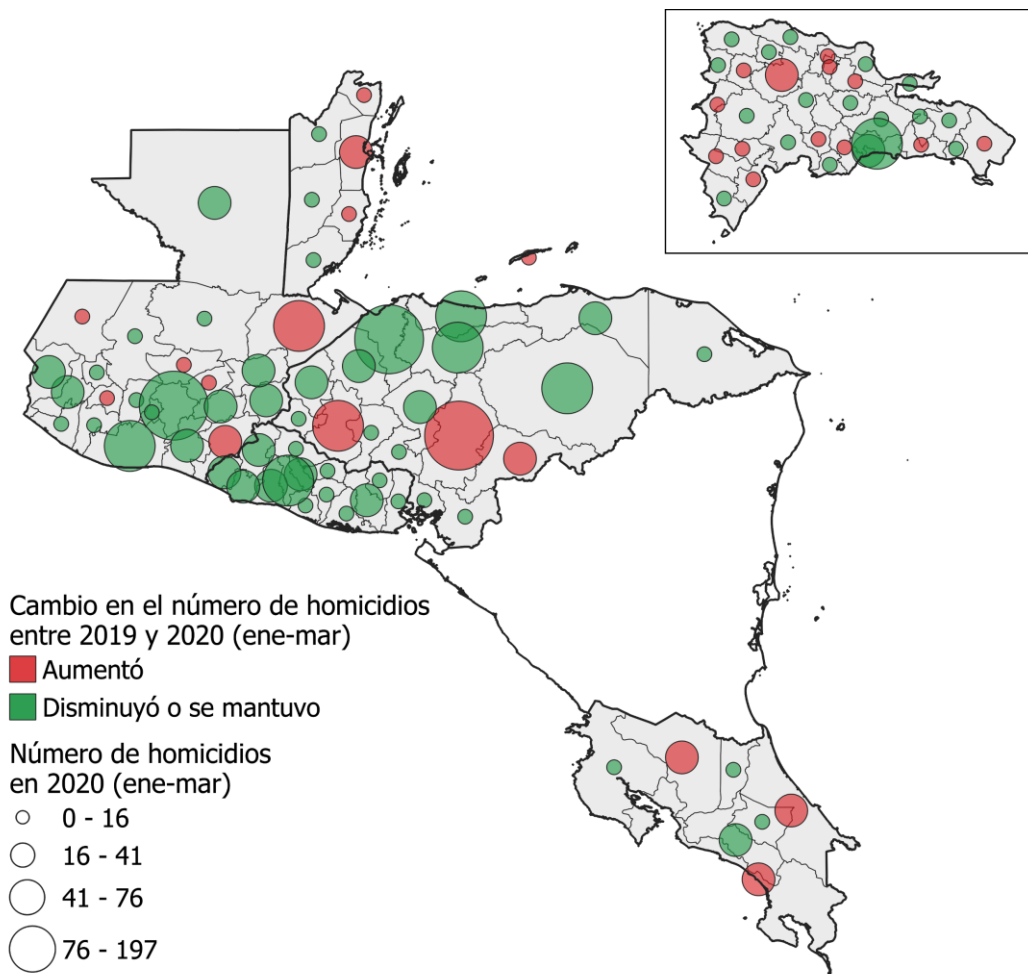 Cambio en el número de homicidios
entre 2019 y 2020 (ene-mar)
Aumentó
Disminuyó o se mantuvo
Número de homicidios
en 2020 (ene-mar)
0 - 16
16 - 41
41 - 76
76 - 197